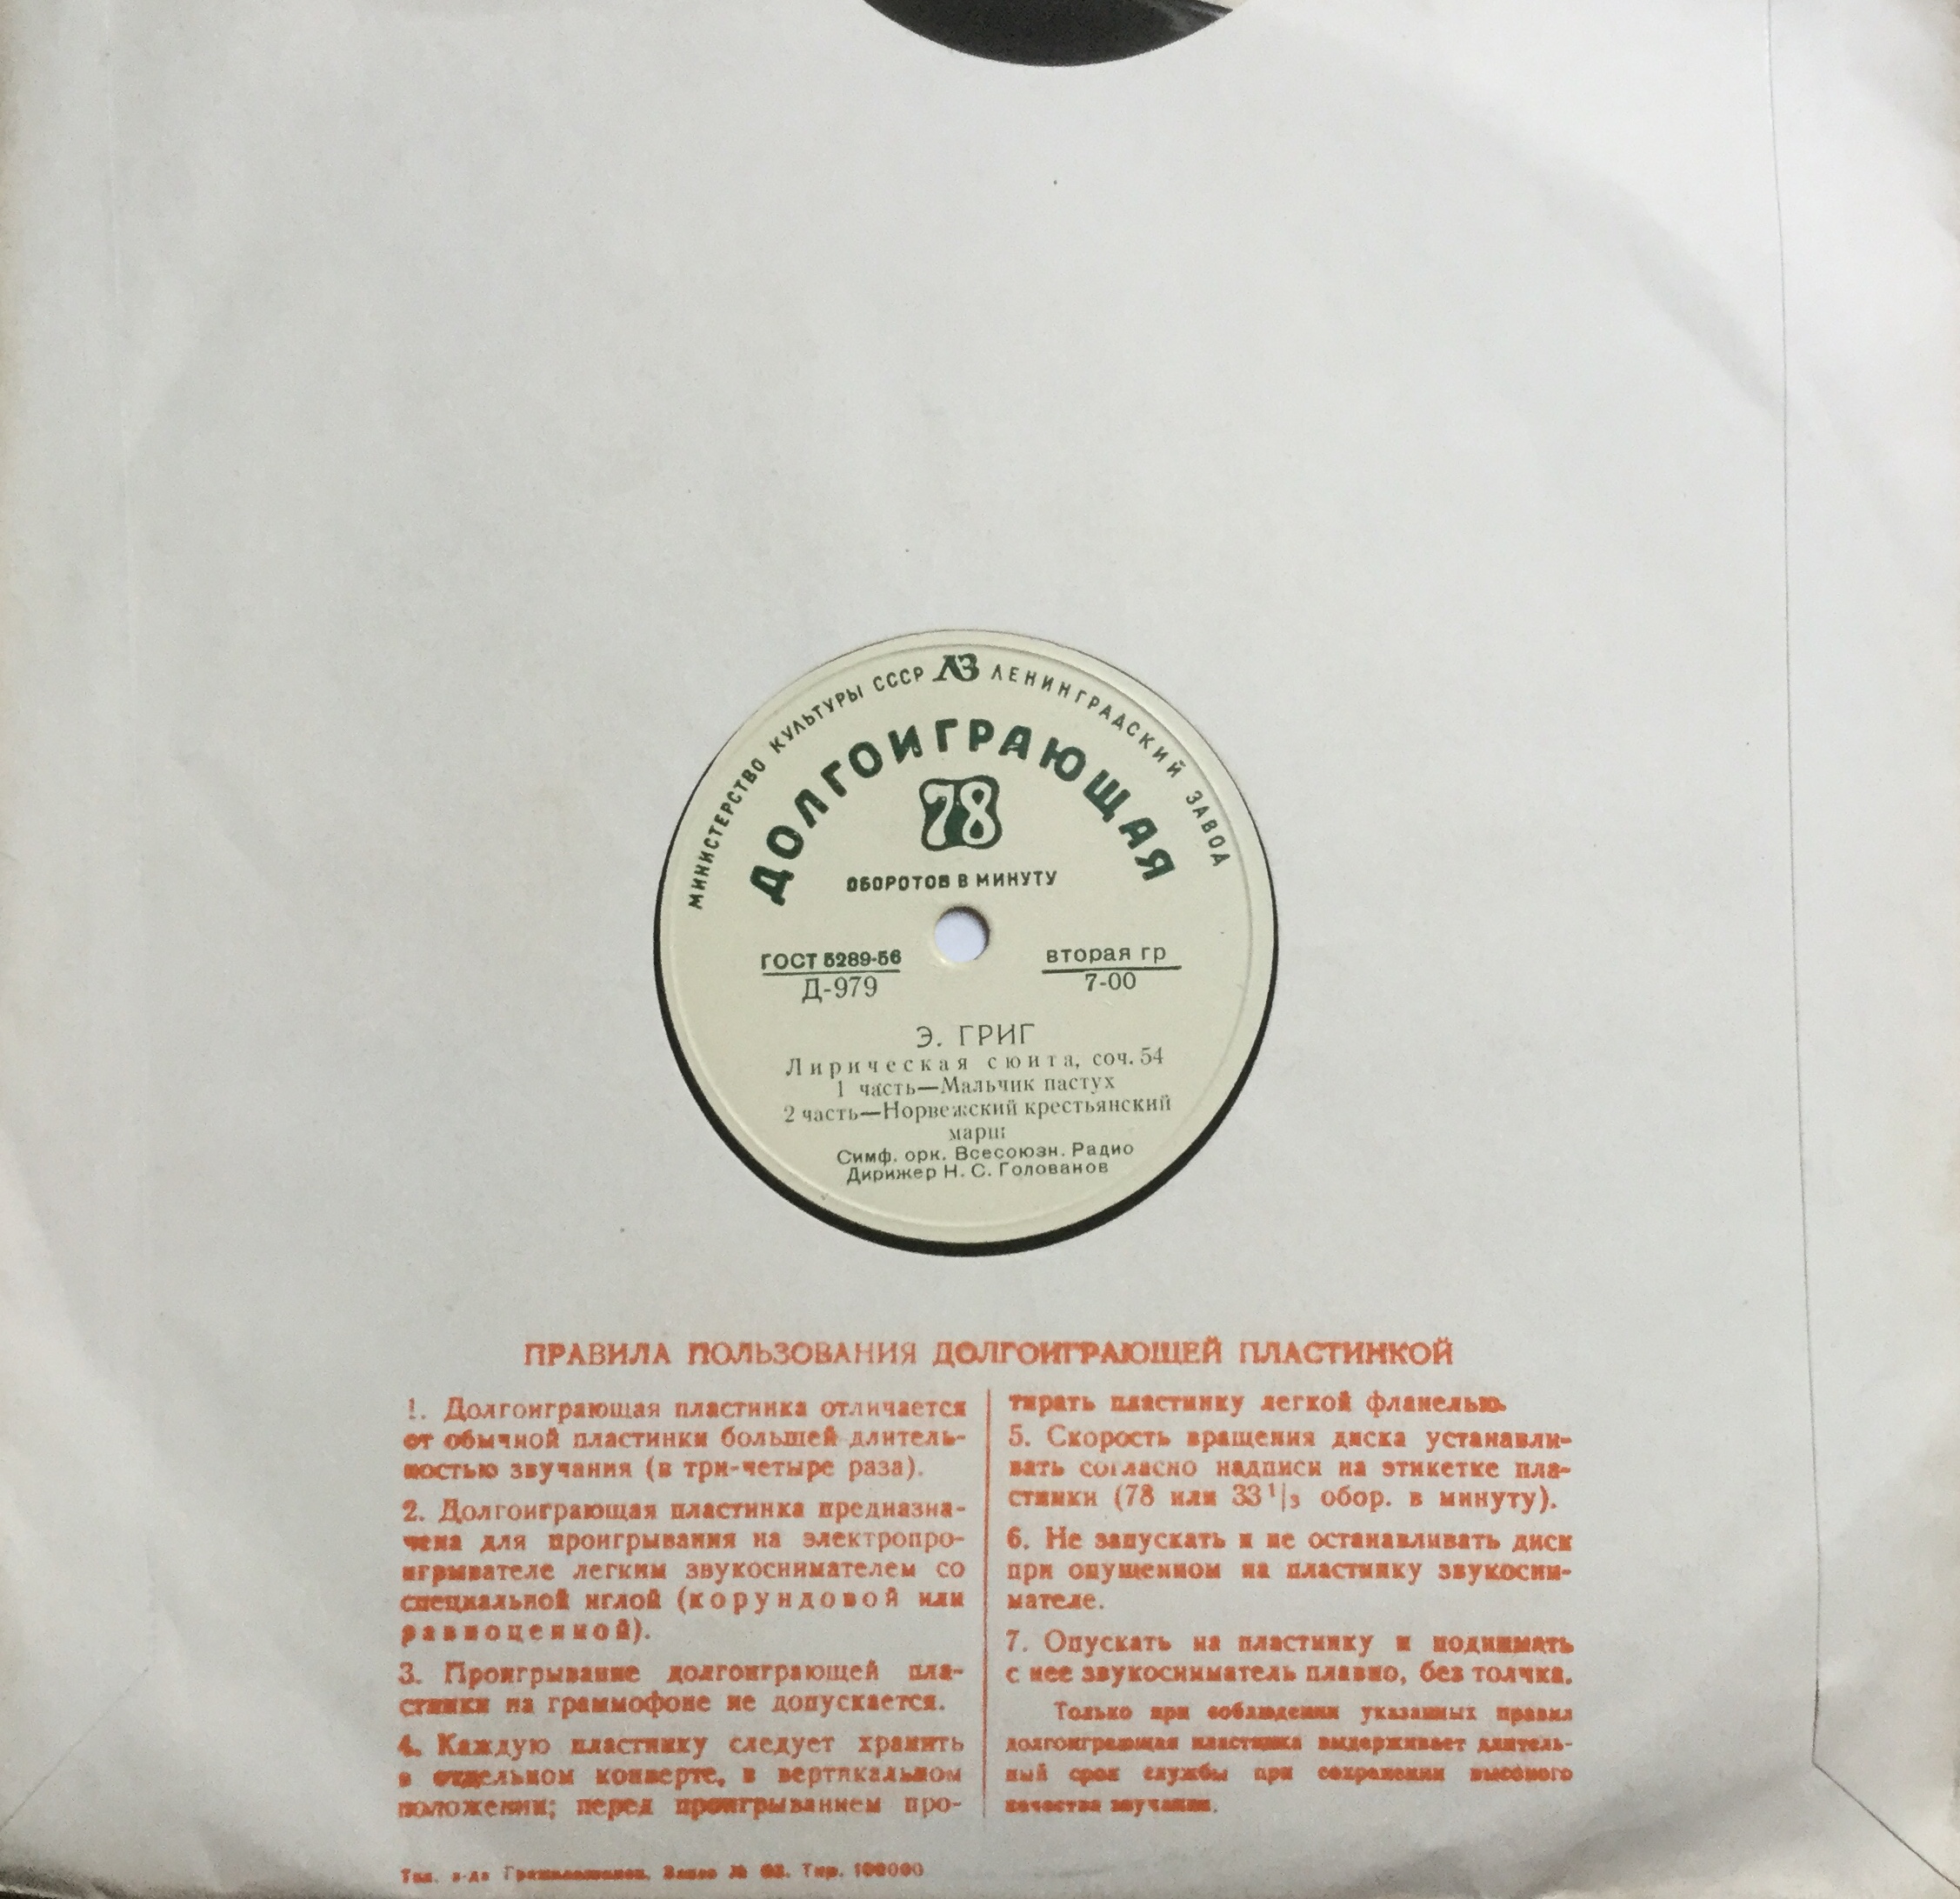 МИНИСТЕРСТВО КУЛЬТУРЫ СССР ЛЗ ЛЕНИНГРАДСКИЙ ЗАВОД
ДОЛГОИГРАЮЩАЯ
78
ОБОРОТОВ В МИНУТУ
ГОСТ 5289-56
Д-979
вторая гр
7-00
Э. ГРИГ
Лирическая сюита, соч. 54
1 часть—Мальчик пастух
2 часть—Норвежский крестьянский
марш
Симф. орк. Всесоюзн. Радио
Дирижер Н. С. Голованов
ПРАВИЛА ПОЛЬЗОВАНИЯ ДОЛГОИГРАЮЩЕЙ ПЛАСТИНКОЙ
1. Долгоиграющая пластинка отличается
от обычной пластинки большей длитель-
ностью звучания (в три-четыре раза).
2. Долгоиграющая пластинка предназна-
чена для проигрывания на электропро-
игрывателе легким звукоснимателем со
специальной иглой (корундовой или
равноценной).
3. Проигрывание долгоиграющей пла-
стинки на граммофоне не допускается.
4. Каждую пластинку следует хранить
в отдельном конверте, в вертикальном
положении; перед проигрыванием про-
тирать пластинку легкой фланелью.
5. Скорость вращения диска устанавли-
вать согласно надписи на этикетке пла-
стинки (78 или 33 1/3 обор. в минуту).
6. Не запускать и не останавливать диск
при опущенном на пластинку звукосни-
мателе.
7. Опускать на пластинку и поднимать
с нее звукосниматель плавно, без толчка.
Только при соблюдении указанных правил
долгоиграющая пластинка выдерживает длитель-
ный срок службы при сохранении высокого
качества звучания.
Тип. з-да Заказ № Тир. 100000